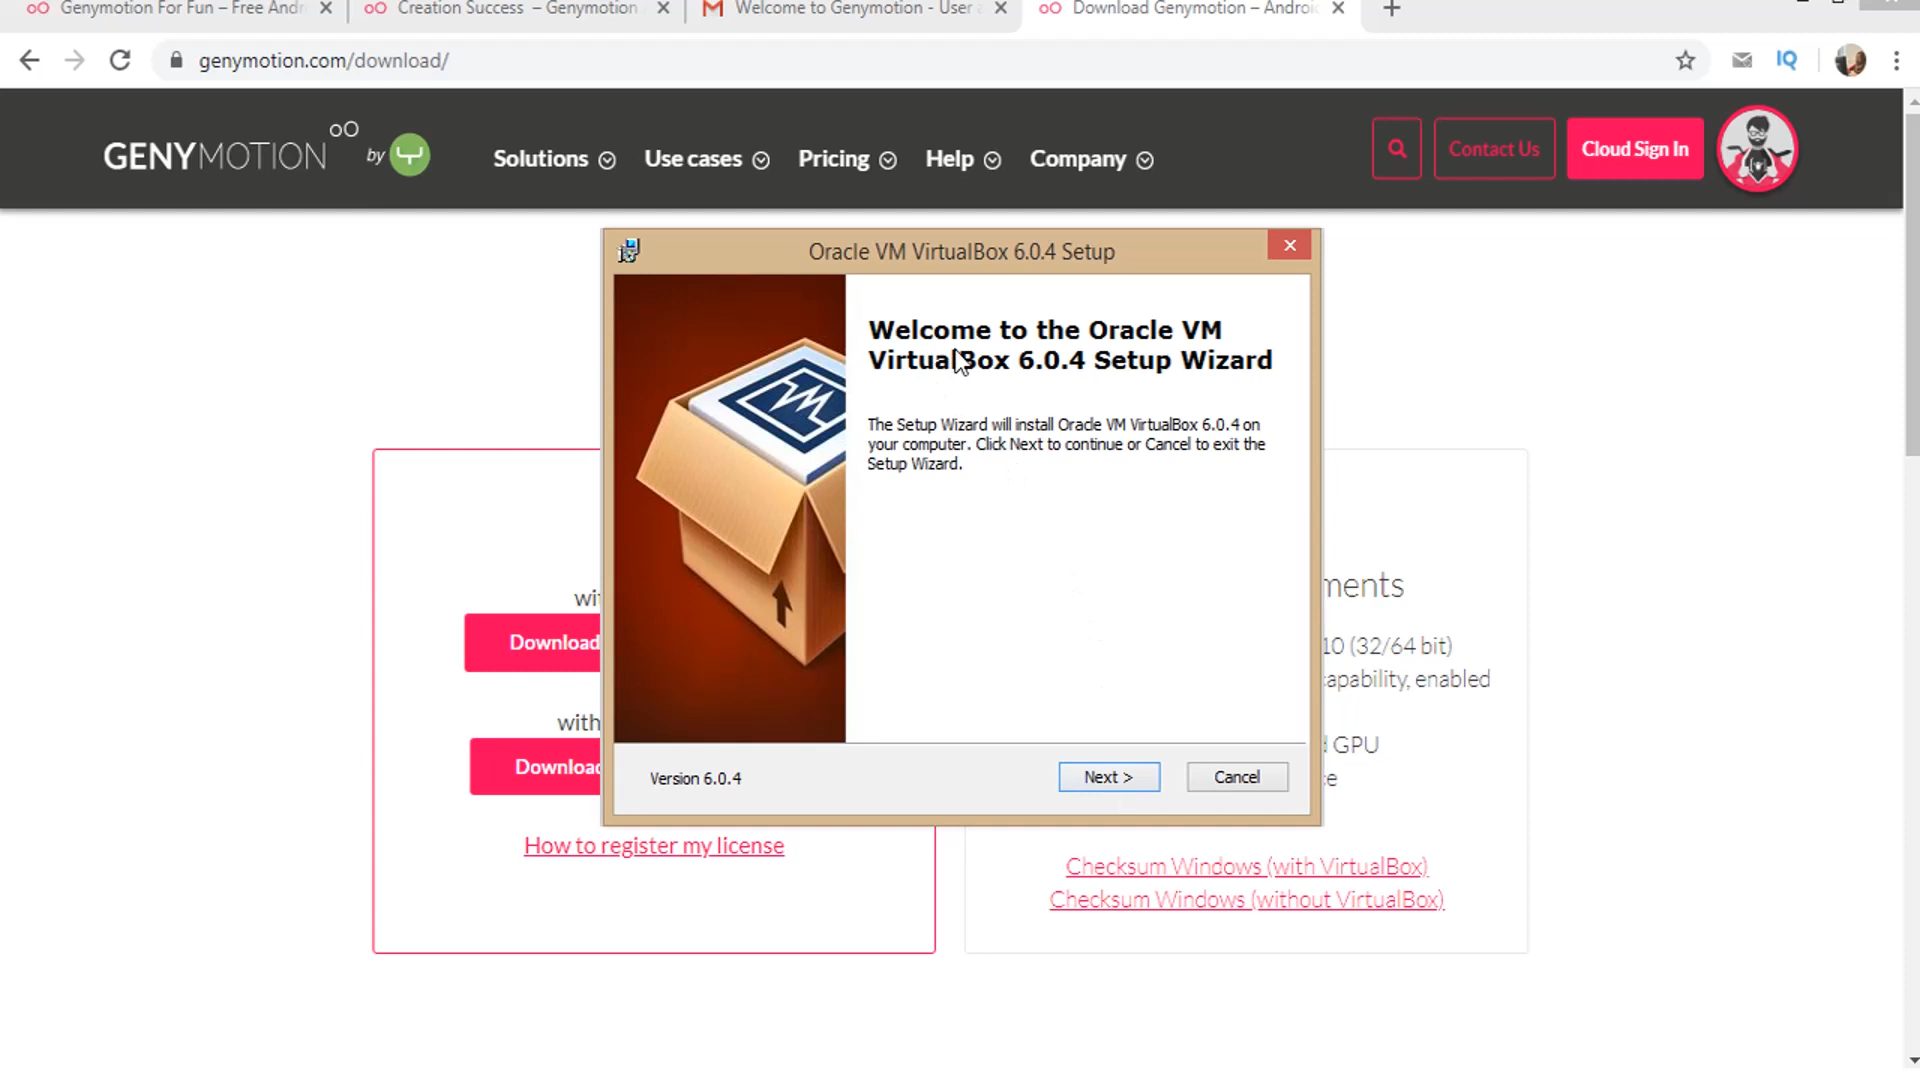 Genymotion For Fun – Free Andr
Creation Success – Genymotion
Welcome to Genymotion - User a
Download Genymotion – Androi
genymotion.com/download/
IQ
GENYMOTION oO by
Solutions
Use cases
Pricing
Help
Company
Contact Us
Cloud Sign In
Oracle VM VirtualBox 6.0.4 Setup
Welcome to the Oracle VM
VirtualBox 6.0.4 Setup Wizard
The Setup Wizard will install Oracle VM VirtualBox 6.0.4 on
your computer. Click Next to continue or Cancel to exit the
Setup Wizard.
Version 6.0.4
Next >
Cancel
wit
Download
with
Download
How to register my license
ments
10 (32/64 bit)
capability, enabled
GPU
e
Checksum Windows (with VirtualBox)
Checksum Windows (without VirtualBox)